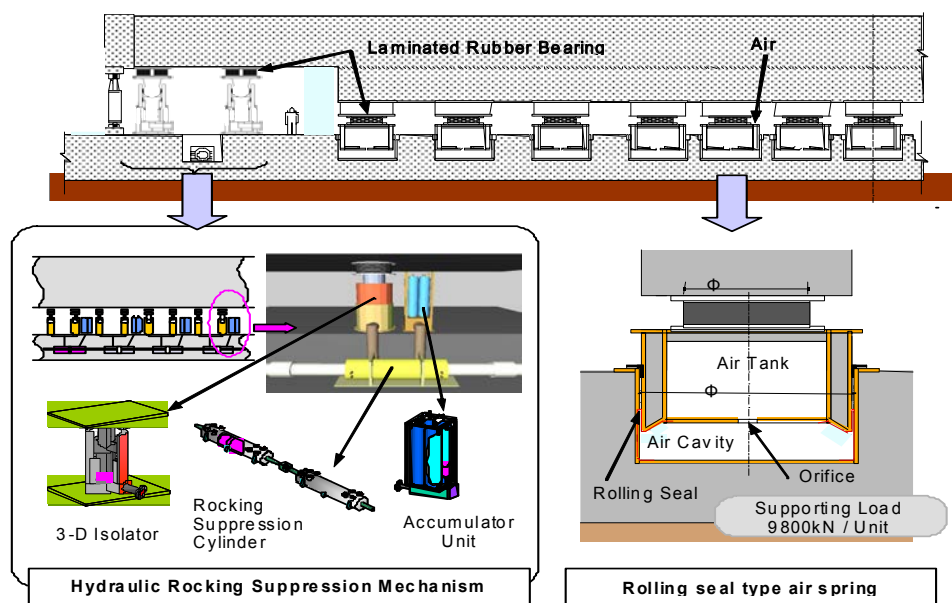 Laminated Rubber Bearing
Air
Φ
Air Tank
Φ
Air Cavity
Rolling Seal
Orifice
Supporting Load
9800kN / Unit
3-D Isolator
Rocking
Suppression
Cylinder
Accumulator
Unit
Hydraulic Rocking Suppression Mechanism
Rolling seal type air spring